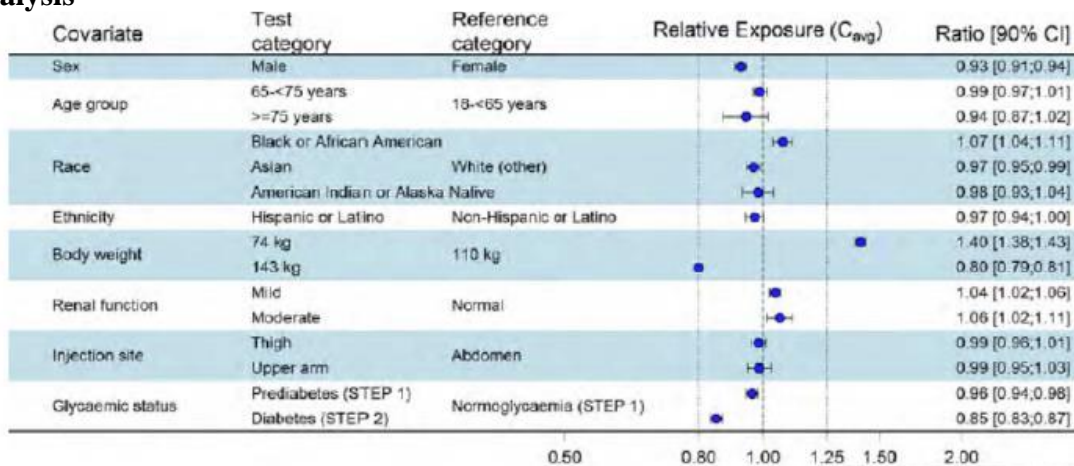 alysis
Covariate Test category Reference category Relative Exposure (Cavg) Ratio [90% CI]
Sex Male Female 0.93 [0.91;0.94]
Age group 65-<75 years 18-<65 years 0.99 [0.97;1.01]
>=75 years 0.94 [0.87;1.02]
Black or African American 1.07 [1.04;1.11]
Race Asian White (other) 0.97 [0.95;0.99]
American Indian or Alaska Native 0.98 [0.93;1.04]
Ethnicity Hispanic or Latino Non-Hispanic or Latino 0.97 [0.94;1.00]
Body weight 74 kg 110 kg 1.40 [1.38;1.43]
143 kg 0.80 [0.79;0.81]
Renal function Mild Normal 1.04 [1.02;1.06]
Moderate 1.06 [1.02;1.11]
Injection site Thigh Abdomen 0.99 [0.96;1.01]
Upper arm 0.99 [0.95;1.03]
Glycaemic status Prediabetes (STEP 1) Normoglycaemia (STEP 1) 0.96 [0.94;0.98]
Diabetes (STEP 2) 0.85 [0.83;0.87]
0.50 0.80 1.00 1.25 1.50 2.00